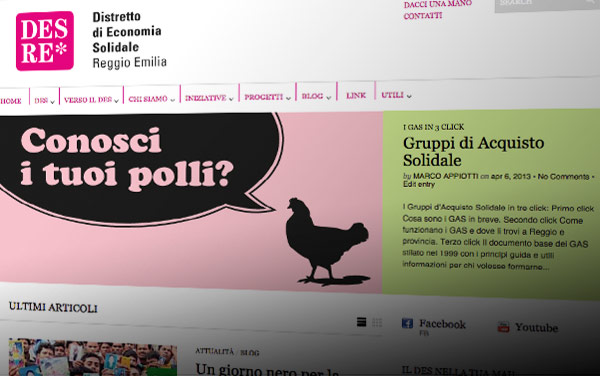 DES
RE*
Distretto
di Economia
Solidale
Reggio Emilia
DACCI UNA MANO
CONTATTI
SEARCH
HOME DES VERSO IL DES CHI SIAMO INIZIATIVE PROGETTI BLOG LINK UTILI
Conosci
i tuoi polli?
I GAS IN 3 CLICK
Gruppi di Acquisto
Solidale
by MARCO APPIOTTI on apr 6, 2013 • No Comments •
Edit entry
I Gruppi d'Acquisto Solidale in tre click: Primo click
Cosa sono i GAS in breve. Secondo click Come
funzionano i GAS e dove li trovi a Reggio e
provincia. Terzo click Il documento base dei GAS
stilato nel 1999 con i principi guida e utili
informazioni per chi volesse formarne...
ULTIMI ARTICOLI
Facebook
FB
Youtube
ATTUALITÀ BLOG
Un giorno nero per la
IL DES NELLA TUA MAIL